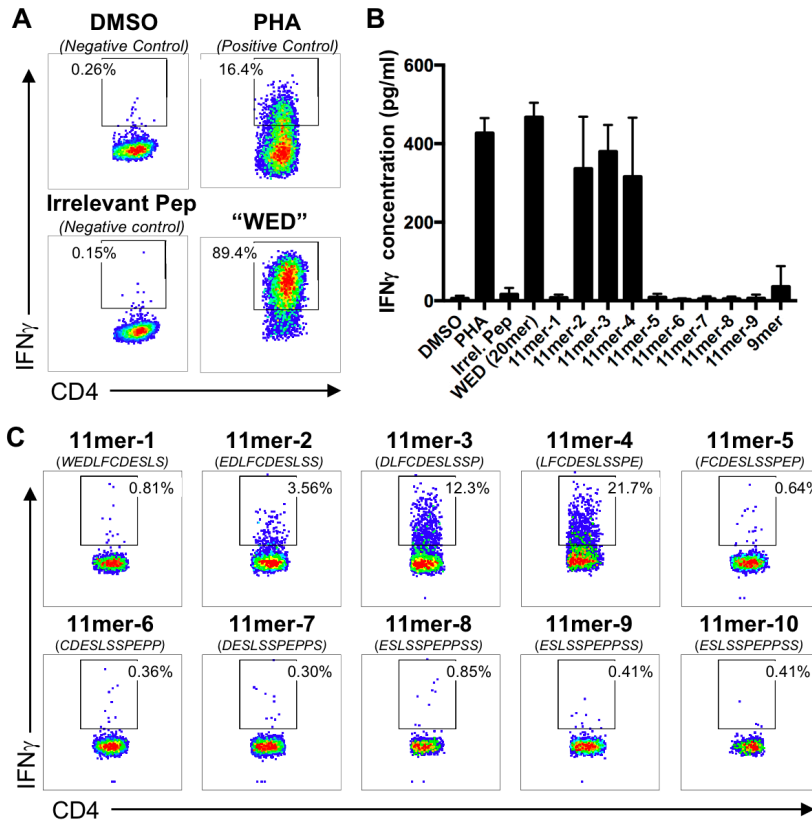 A
DMSO
(Negative Control)
0.26%
PHA
(Positive Control)
16.4%
Irrelevant Pep
(Negative control)
0.15%
“WED”
89.4%
IFNγ
CD4
B
IFNγ concentration (pg/ml)
600
400
200
0
DMSO
PHA
Irrel. Pep
WED (20mer)
11mer-1
11mer-2
11mer-3
11mer-4
11mer-5
11mer-6
11mer-7
11mer-8
11mer-9
9mer
C
11mer-1
(WEDLFCDESLS)
0.81%
11mer-2
(EDLFCDESLSS)
3.56%
11mer-3
(DLFCDESLSSP)
12.3%
11mer-4
(LFCDESLSSPE)
21.7%
11mer-5
(FCDESLSSPEP)
0.64%
11mer-6
(CDESLSSPEPP)
0.36%
11mer-7
(DESLSSPEPPS)
0.30%
11mer-8
(ESLSSPEPPSS)
0.85%
11mer-9
(ESLSSPEPPSS)
0.41%
11mer-10
(ESLSSPEPPSS)
0.41%
IFNγ
CD4